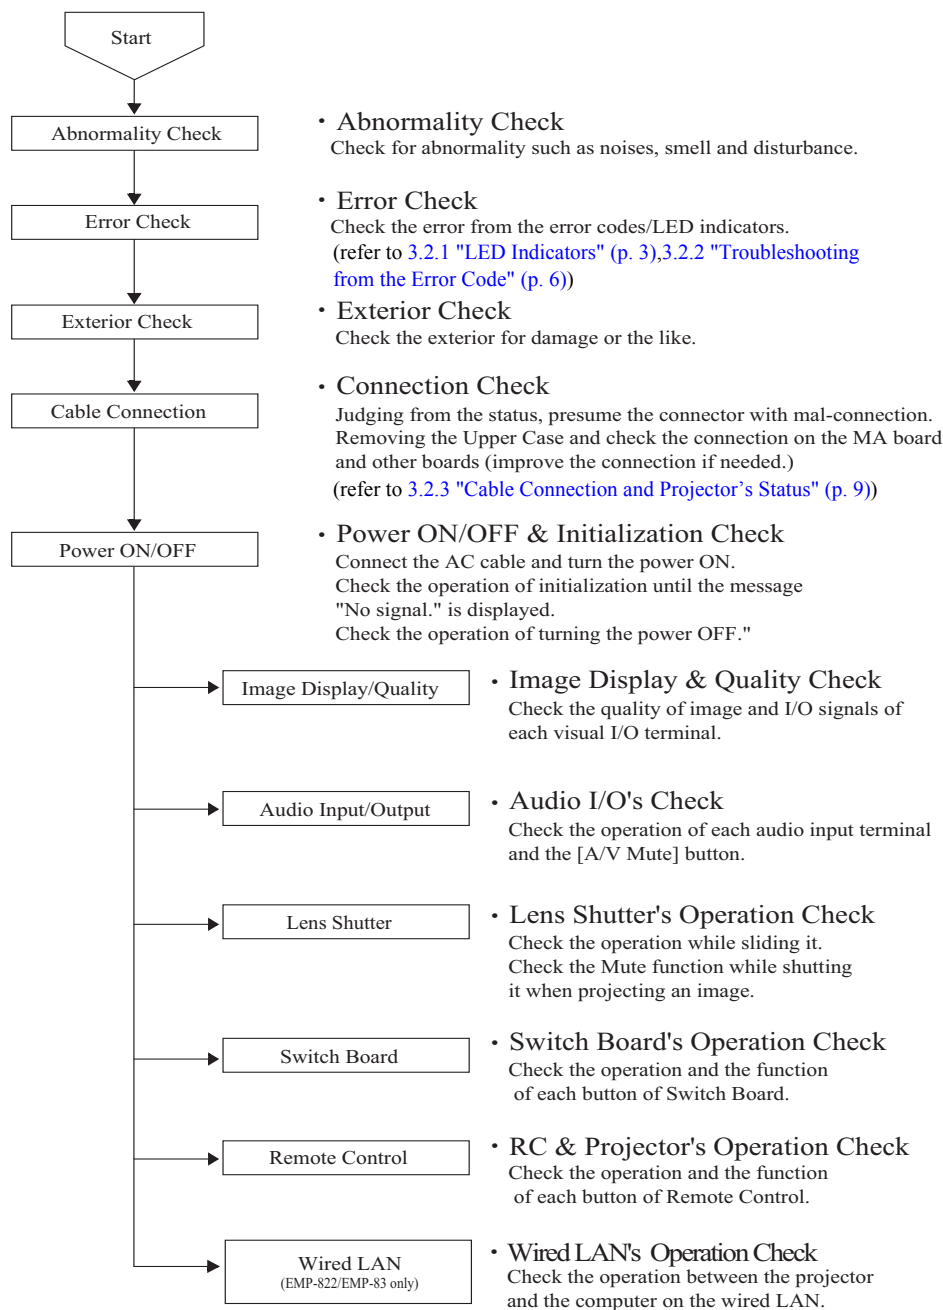 Start
Abnormality Check
• Abnormality Check
Check for abnormality such as noises, smell and disturbance.
Error Check
• Error Check
Check the error from the error codes/LED indicators.
(refer to 3.2.1 "LED Indicators" (p. 3),3.2.2 "Troubleshooting
from the Error Code" (p. 6))
Exterior Check
• Exterior Check
Check the exterior for damage or the like.
Cable Connection
• Connection Check
Judging from the status, presume the connector with mal-connection.
Removing the Upper Case and check the connection on the MA board
and other boards (improve the connection if needed.)
(refer to 3.2.3 "Cable Connection and Projector's Status" (p. 9))
Power ON/OFF
• Power ON/OFF & Initialization Check
Connect the AC cable and turn the power ON.
Check the operation of initialization until the message
"No signal." is displayed.
Check the operation of turning the power OFF."
Image Display/Quality
• Image Display & Quality Check
Check the quality of image and I/O signals of
each visual I/O terminal.
Audio Input/Output
• Audio I/O's Check
Check the operation of each audio input terminal
and the [A/V Mute] button.
Lens Shutter
• Lens Shutter's Operation Check
Check the operation while sliding it.
Check the Mute function while shutting
it when projecting an image.
Switch Board
• Switch Board's Operation Check
Check the operation and the function
of each button of Switch Board.
Remote Control
• RC & Projector's Operation Check
Check the operation and the function
of each button of Remote Control.
Wired LAN
(EMP-822/EMP-83 only)
• Wired LAN's Operation Check
Check the operation between the projector
and the computer on the wired LAN.